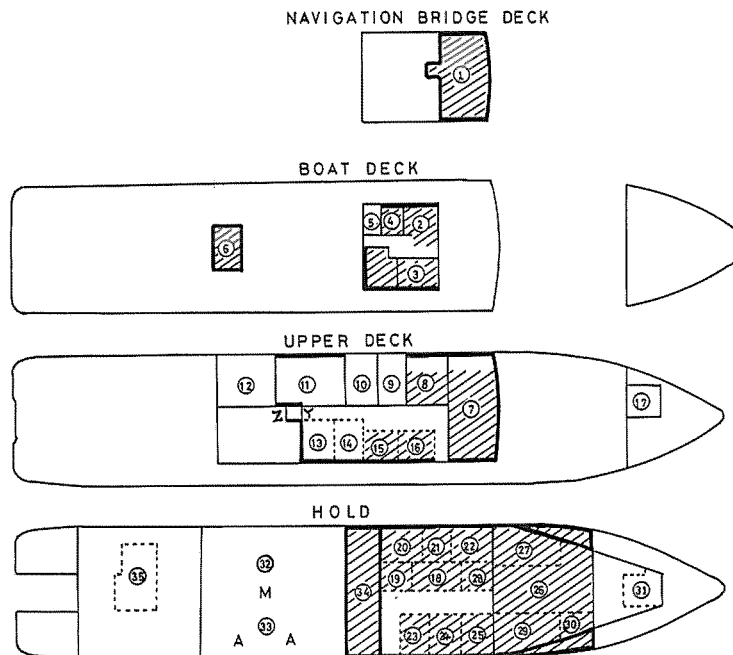 NAVIGATION BRIDGE DECK
1
BOAT DECK
5 4 2
6
3
UPPER DECK
12 11 10 9 8
7
17
Z Y
13 14 15 16
HOLD
20 21 22 27
35 32 34 19 18 28 26 31
M
33
A A
23 24 25 29 30